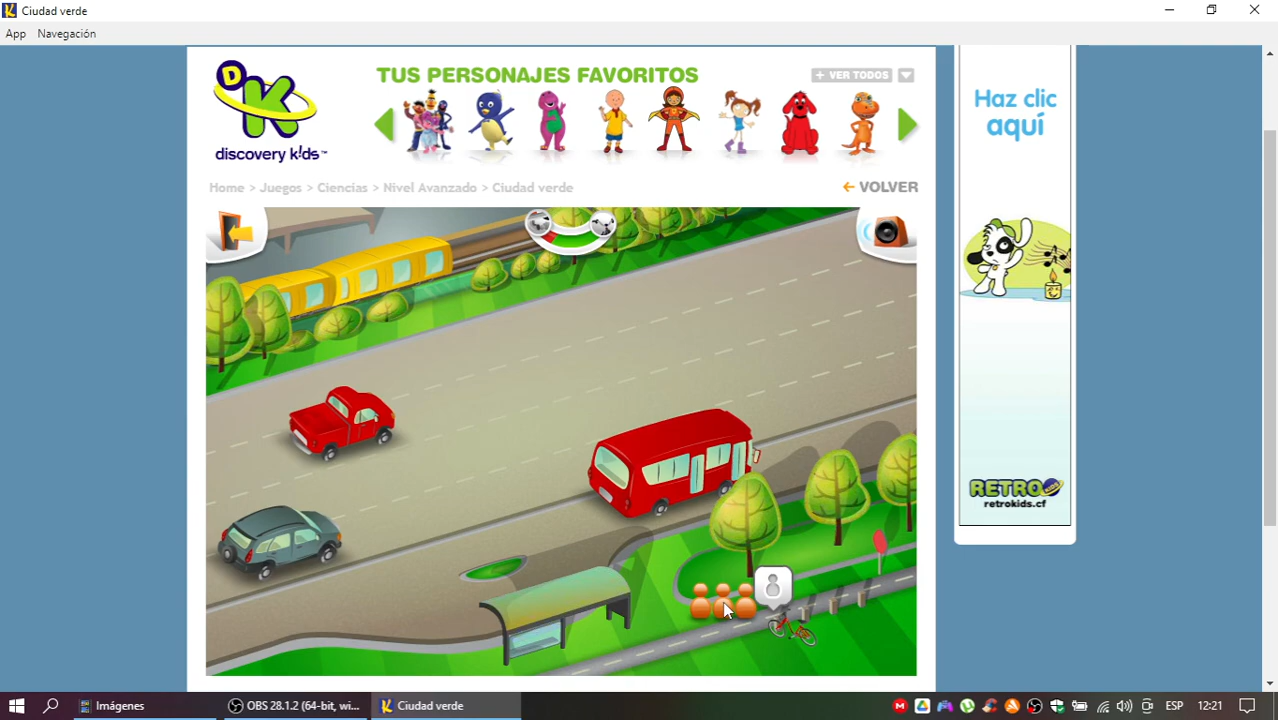 Ciudad verde
App Navegación
D K
discovery k!ds™
TUS PERSONAJES FAVORITOS
+ VER TODOS
Home > Juegos > Ciencias > Nivel Avanzado > Ciudad verde
VOLVER
Haz clic
aquí
RETRO
retrokids.cf
Imágenes
OBS 28.1.2 (64-bit, wi...
Ciudad verde
ESP
12:21